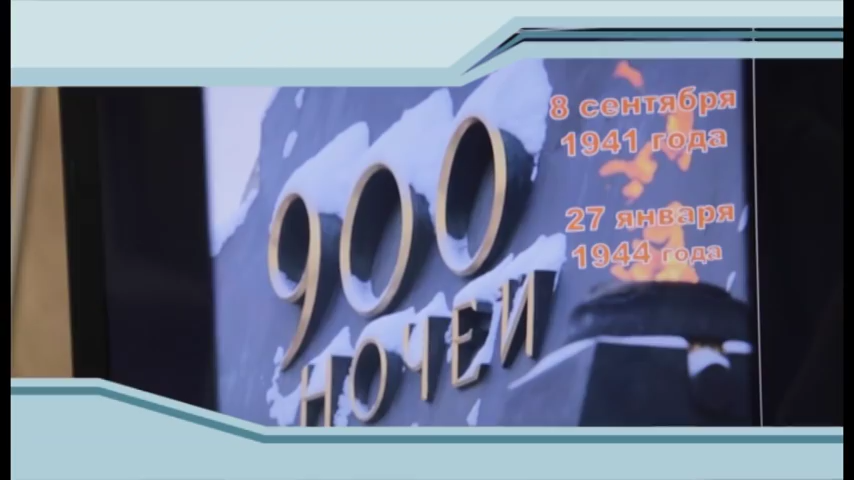 900
НОЧЕЙ
8 сентября
1941 года
27 января
1944 года